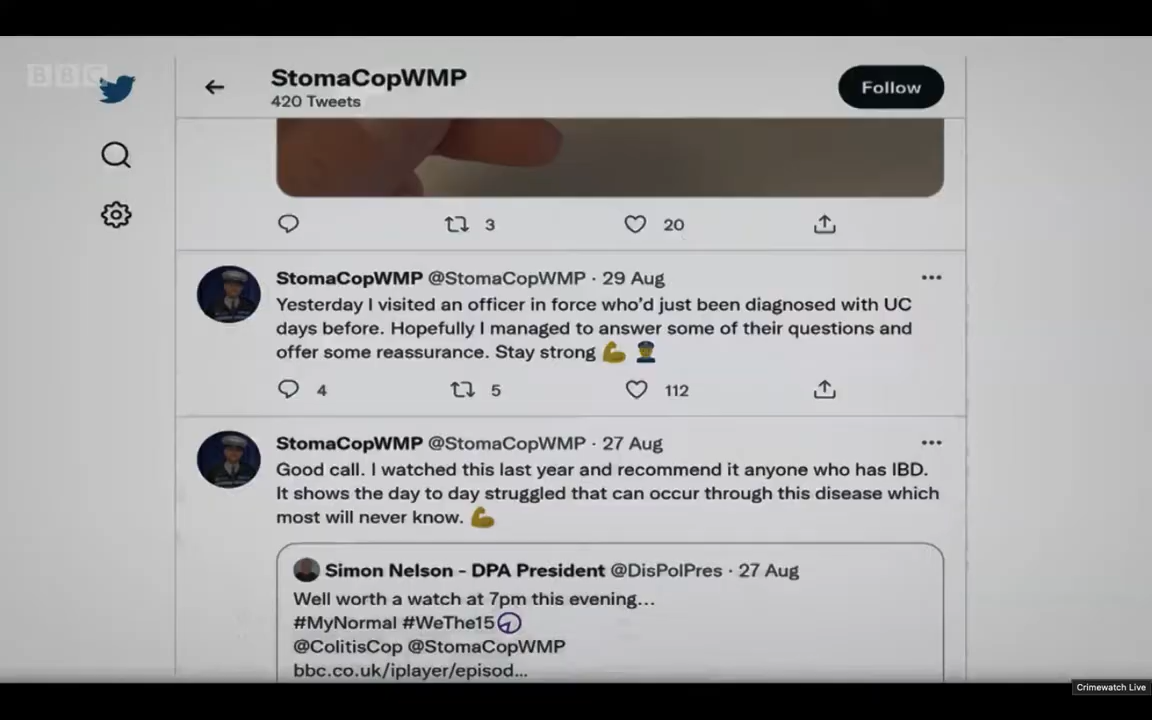 BBC
StomaCopWMP
420 Tweets
Follow
3
20
StomaCopWMP @StomaCopWMP · 29 Aug
Yesterday I visited an officer in force who'd just been diagnosed with UC
days before. Hopefully I managed to answer some of their questions and
offer some reassurance. Stay strong 💪 👮
4
5
112
StomaCopWMP @StomaCopWMP · 27 Aug
Good call. I watched this last year and recommend it anyone who has IBD.
It shows the day to day struggled that can occur through this disease which
most will never know. 💪
Simon Nelson - DPA President @DisPolPres · 27 Aug
Well worth a watch at 7pm this evening...
#MyNormal #WeThe15
@ColitisCop @StomaCopWMP
bbc.co.uk/iplayer/episod...
Crimewatch Live